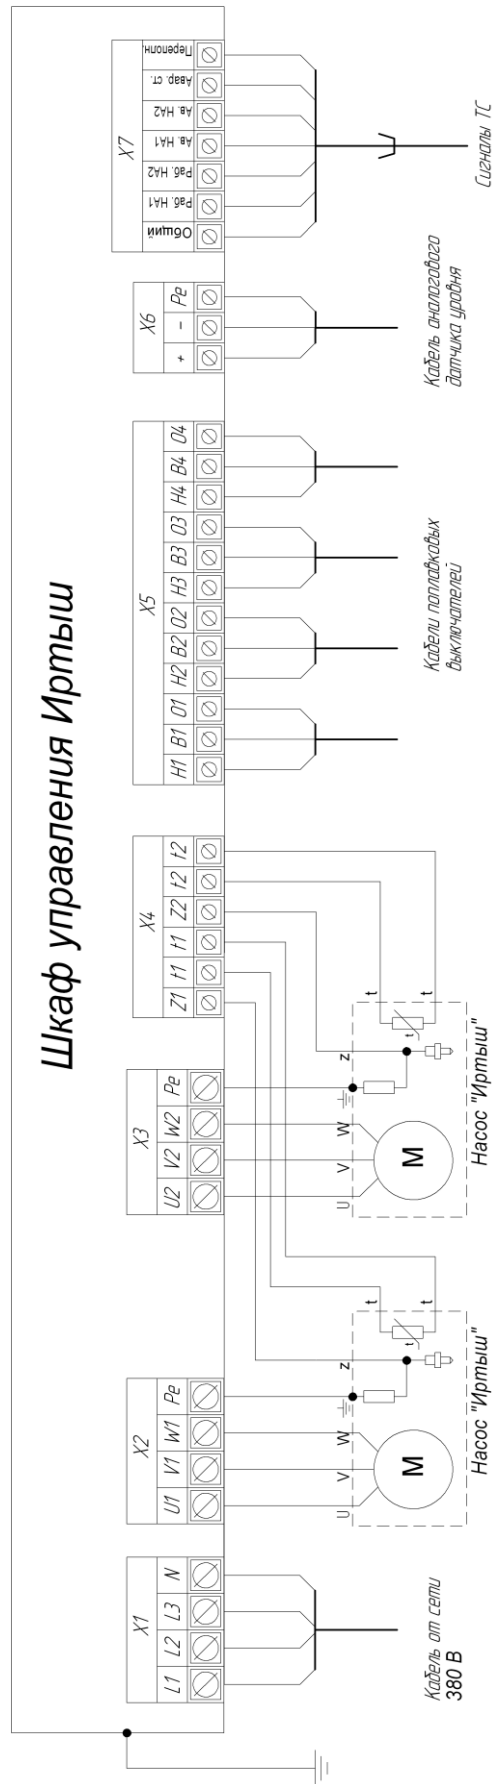 Шкаф управления Иртыш
X1
L1 L2 L3 N
X2
U1 V1 W1 Pe
X3
U2 V2 W2 Pe
X4
Z1 t1 t1 Z2 t2 t2
X5
H1 B1 O1 H2 B2 O2 H3 B3 O3 H4 B4 O4
X6
+ - Pe
X7
Общий Раб. НА1 Раб. НА2 Ав. НА1 Ав. НА2 Авар. ст. Переполн.
U V W Z t t
t
M
Насос "Иртыш"
U V W Z t t
t
M
Насос "Иртыш"
Кабель от сети
380 В
Кабели поплавковых
выключателей
Кабель аналогового
датчика уровня
Сигналы ТС